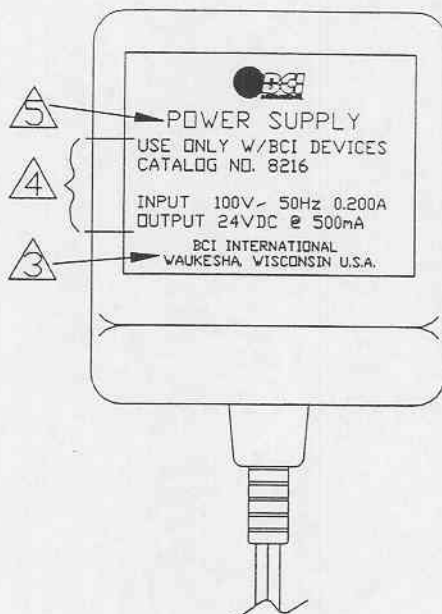 BCI
5
POWER SUPPLY
USE ONLY W/BCI DEVICES
CATALOG NO. 8216
4
INPUT 100V~ 50Hz 0.200A
OUTPUT 24VDC @ 500mA
3
BCI INTERNATIONAL
WAUKESHA, WISCONSIN U.S.A.